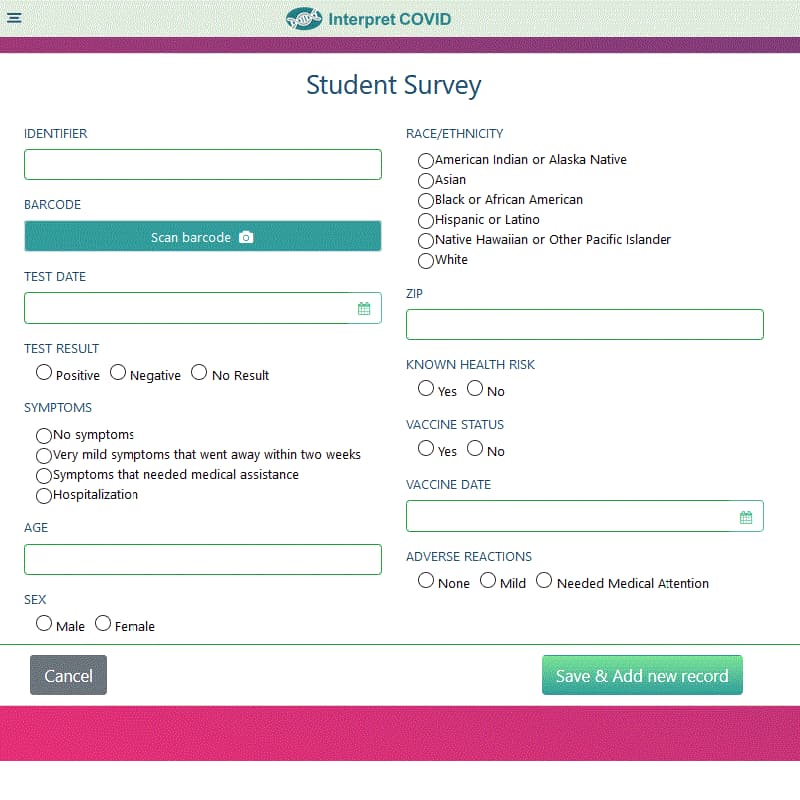 Interpret COVID
Student Survey
IDENTIFIER
BARCODE
Scan barcode
TEST DATE
TEST RESULT
Positive Negative No Result
SYMPTOMS
No symptoms
Very mild symptoms that went away within two weeks
Symptoms that needed medical assistance
Hospitalization
AGE
SEX
Male Female
RACE/ETHNICITY
American Indian or Alaska Native
Asian
Black or African American
Hispanic or Latino
Native Hawaiian or Other Pacific Islander
White
ZIP
KNOWN HEALTH RISK
Yes No
VACCINE STATUS
Yes No
VACCINE DATE
ADVERSE REACTIONS
None Mild Needed Medical Attention
Cancel
Save & Add new record